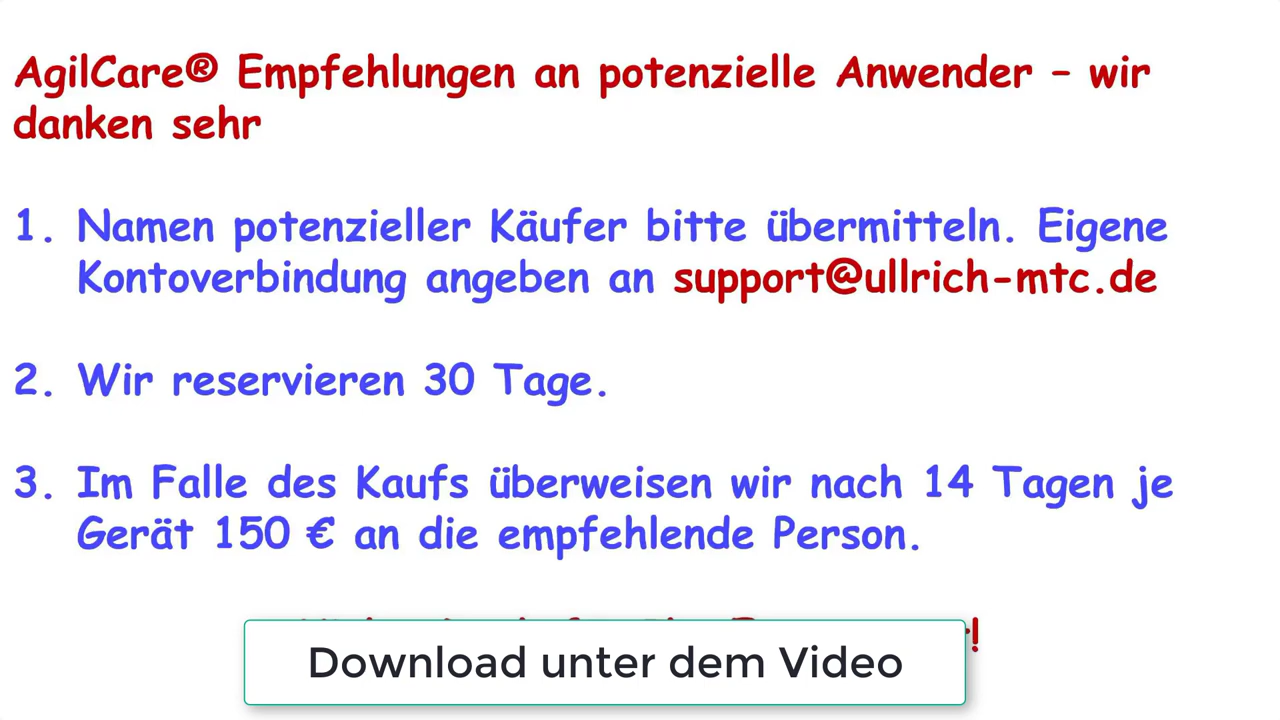 AgilCare® Empfehlungen an potenzielle Anwender – wir
danken sehr
1. Namen potenzieller Käufer bitte übermitteln. Eigene
Kontoverbindung angeben an support@ullrich-mtc.de
2. Wir reservieren 30 Tage.
3. Im Falle des Kaufs überweisen wir nach 14 Tagen je
Gerät 150 € an die empfehlende Person.
Download unter dem Video